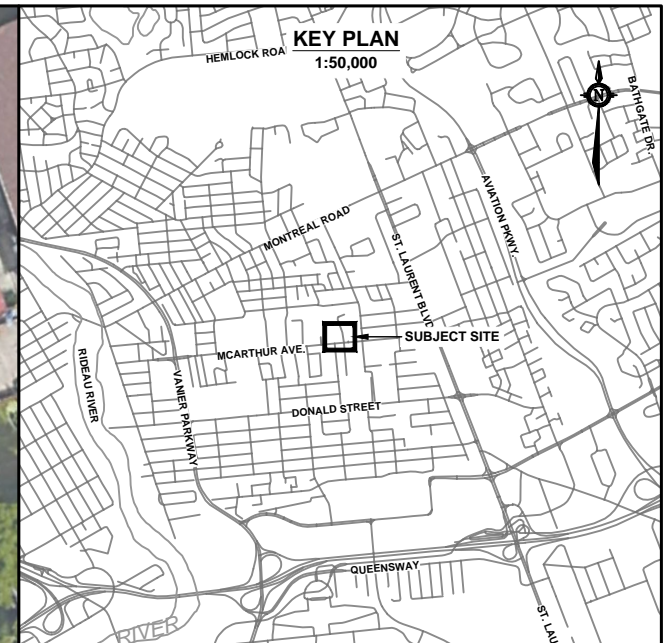 KEY PLAN
1:50,000
HEMLOCK ROA
N
BATHGATE DR.
AVIATION PKWY.
MONTREAL ROAD
ST. LAURENT BLVD
SUBJECT SITE
MCARTHUR AVE.
RIDEAU RIVER
VANIER PARKWAY
DONALD STREET
QUEENSWAY
RIVER
ST. LAU